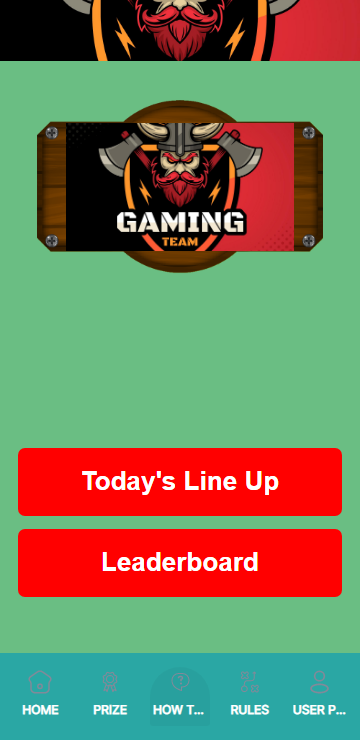 GAMING
TEAM
Today's Line Up
Leaderboard
HOME
PRIZE
HOW T...
RULES
USER P...